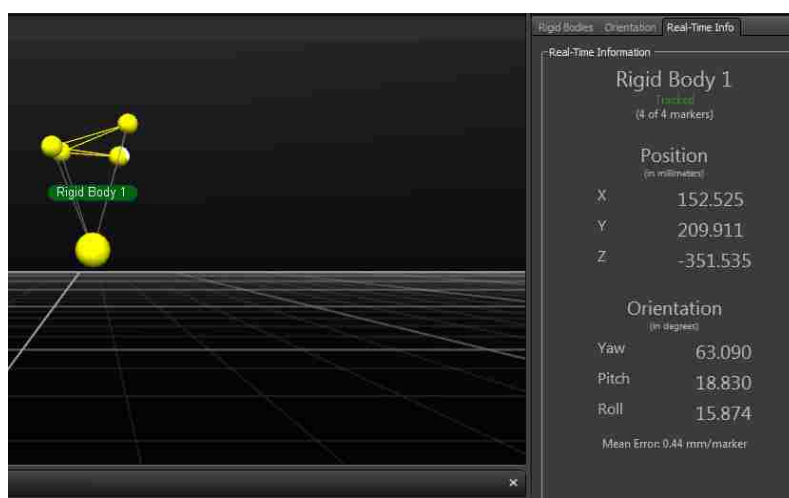 Rigid Bodies Orientation Real-Time Info
Real-Time Information
Rigid Body 1
Tracked
(4 of 4 markers)
Position
(in millimeters)
X 152.525
Y 209.911
Z -351.535
Orientation
(in degrees)
Yaw 63.090
Pitch 18.830
Roll 15.874
Mean Error: 0.44 mm/marker
Rigid Body 1